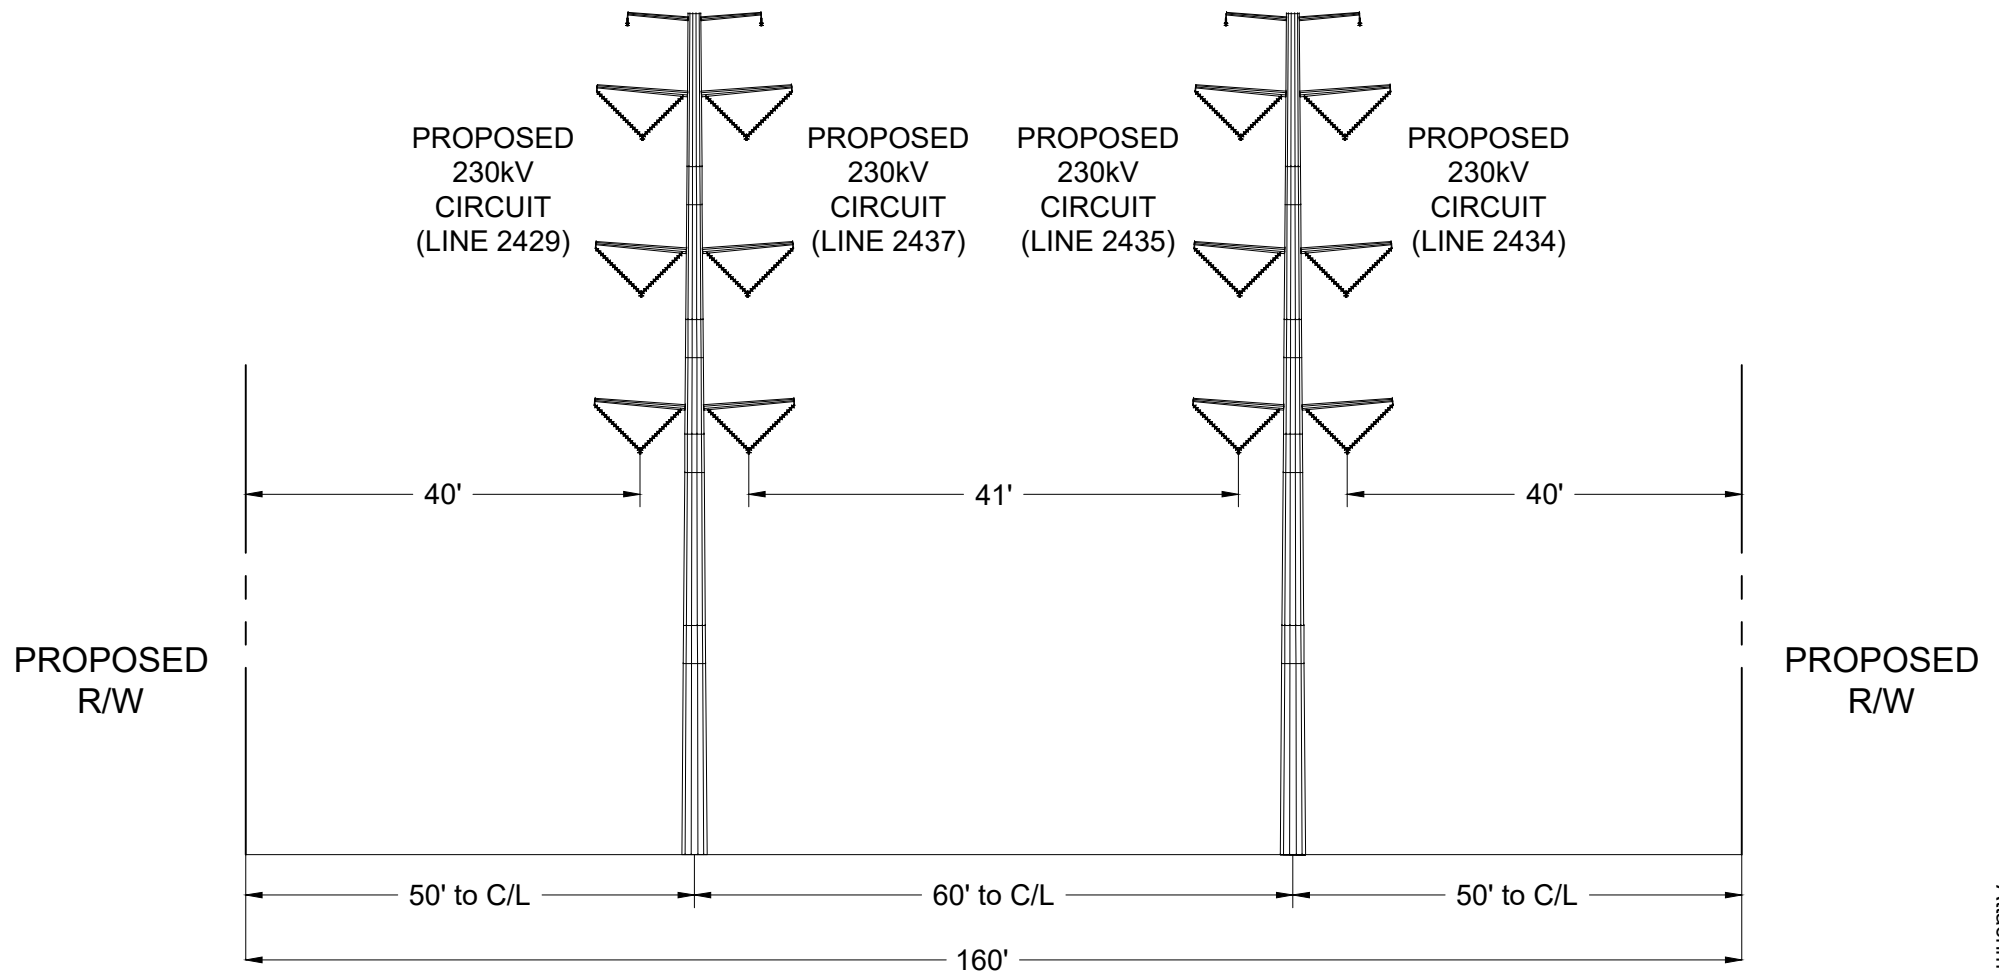 PROPOSED
230kV
CIRCUIT
(LINE 2429)
PROPOSED
230kV
CIRCUIT
(LINE 2437)
PROPOSED
230kV
CIRCUIT
(LINE 2435)
PROPOSED
230kV
CIRCUIT
(LINE 2434)
40'
41'
40'
PROPOSED
R/W
PROPOSED
R/W
50' to C/L
60' to C/L
50' to C/L
160'